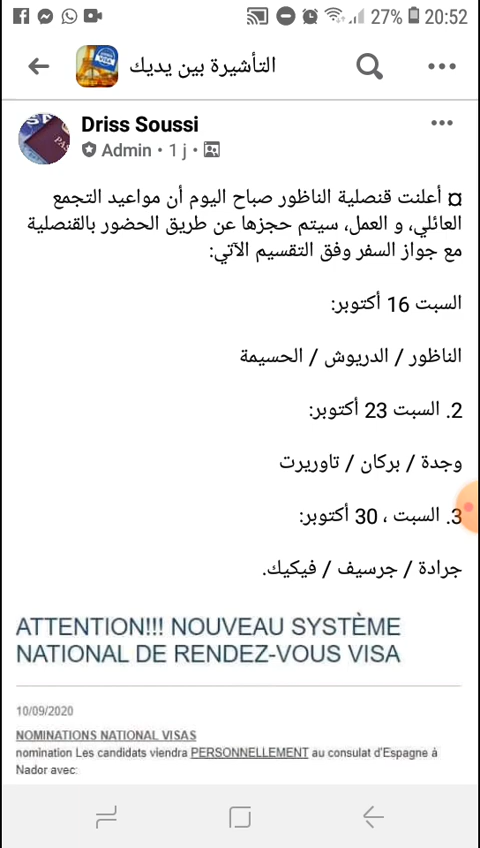 27% 20:52
التأشيرة بين يديك
Driss Soussi
Admin • 1 j •
¤ أعلنت قنصلية الناظور صباح اليوم أن مواعيد التجمع
العائلي، و العمل، سيتم حجزها عن طريق الحضور بالقنصلية
مع جواز السفر وفق التقسيم الآتي:
السبت 16 أكتوبر:
الناظور / الدريوش / الحسيمة
2. السبت 23 أكتوبر:
وجدة / بركان / تاوريرت
3. السبت ، 30 أكتوبر:
جرادة / جرسيف / فيكيك.
ATTENTION!!! NOUVEAU SYSTÈME
NATIONAL DE RENDEZ-VOUS VISA
10/09/2020
NOMINATIONS NATIONAL VISAS
nomination Les candidats viendra PERSONNELLEMENT au consulat d'Espagne à
Nador avec: